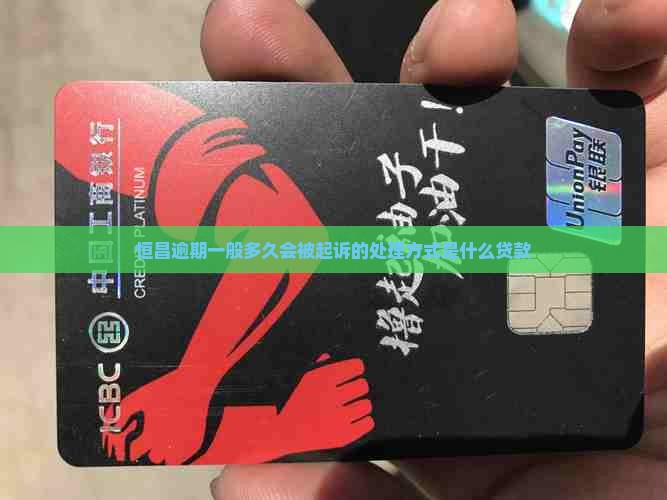 恒昌逾期一般多久会被起诉的处理方式是什么贷款
中国工商银行
CREDIT PLATINUM
ICBC
撸起油子
加油干！
UnionPay
银联